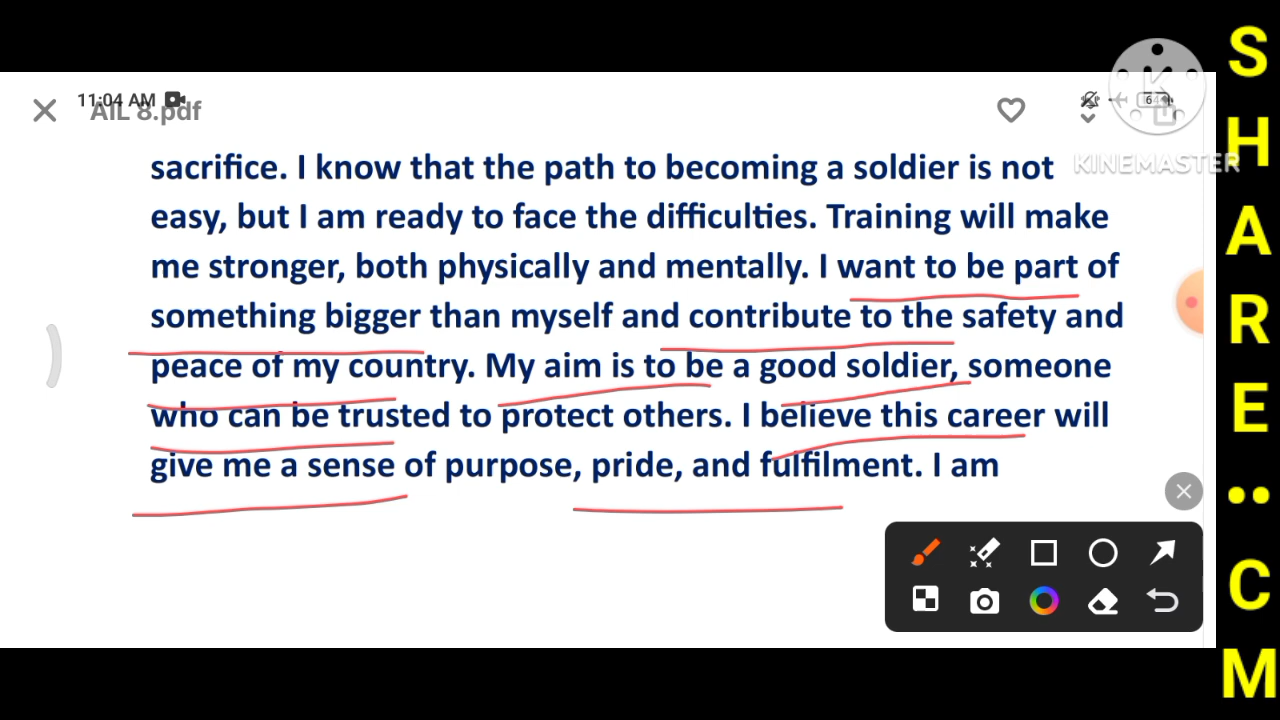 11:04 AM
AIL 8.pdf
64
KINEMASTER
sacrifice. I know that the path to becoming a soldier is not
easy, but I am ready to face the difficulties. Training will make
me stronger, both physically and mentally. I want to be part of
something bigger than myself and contribute to the safety and
peace of my country. My aim is to be a good soldier, someone
who can be trusted to protect others. I believe this career will
give me a sense of purpose, pride, and fulfilment. I am
S
H
A
R
E
..
C
M